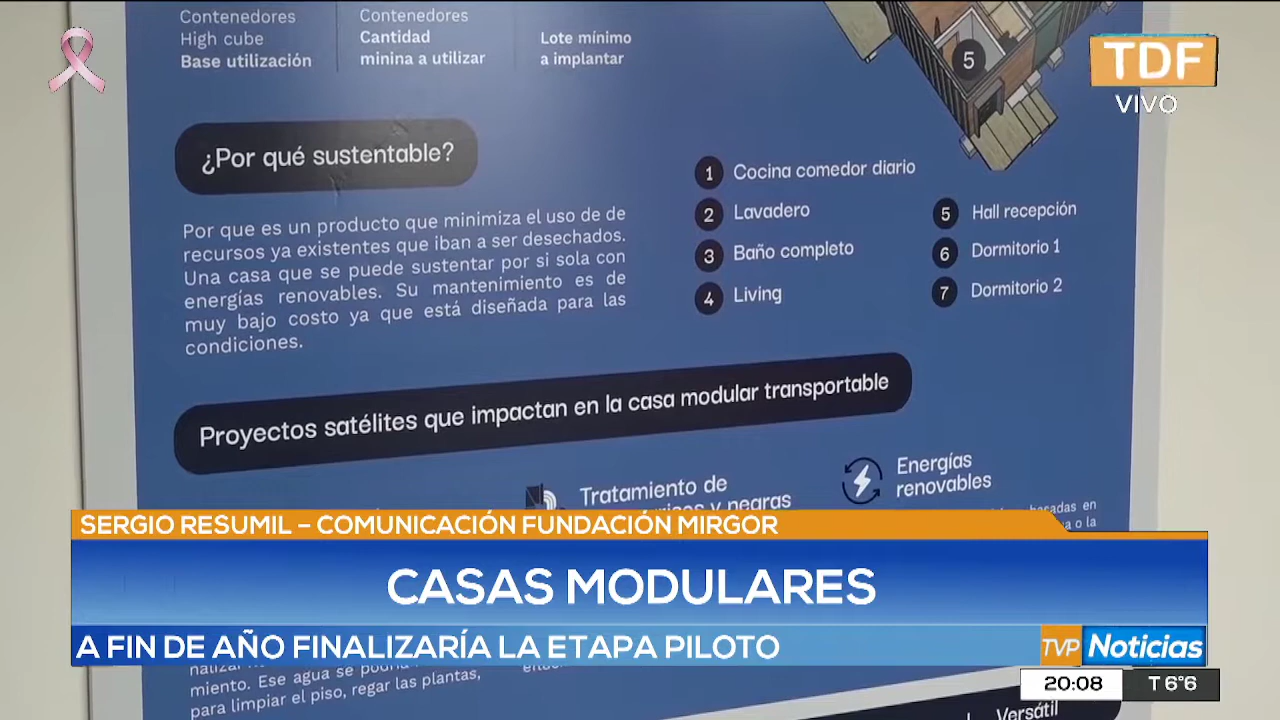 Contenedores
High cube
Base utilización
Contenedores
Cantidad
minina a utilizar
Lote mínimo
a implantar
5
TDF
VIVO
¿Por qué sustentable?
Por que es un producto que minimiza el uso de de
recursos ya existentes que iban a ser desechados.
Una casa que se puede sustentar por si sola con
energías renovables. Su mantenimiento es de
muy bajo costo ya que está diseñada para las
condiciones.
1 Cocina comedor diario
2 Lavadero
3 Baño completo
4 Living
5 Hall recepción
6 Dormitorio 1
7 Dormitorio 2
Proyectos satélites que impactan en la casa modular transportable
Tratamiento de
y negras
Energías
renovables
en
o la
SERGIO RESUMIL – COMUNICACIÓN FUNDACIÓN MIRGOR
CASAS MODULARES
A FIN DE AÑO FINALIZARÍA LA ETAPA PILOTO
TVP Noticias
miento. Ese agua se
para limpiar el piso, regar las plantas,
20:08 T 6°6
Versátil